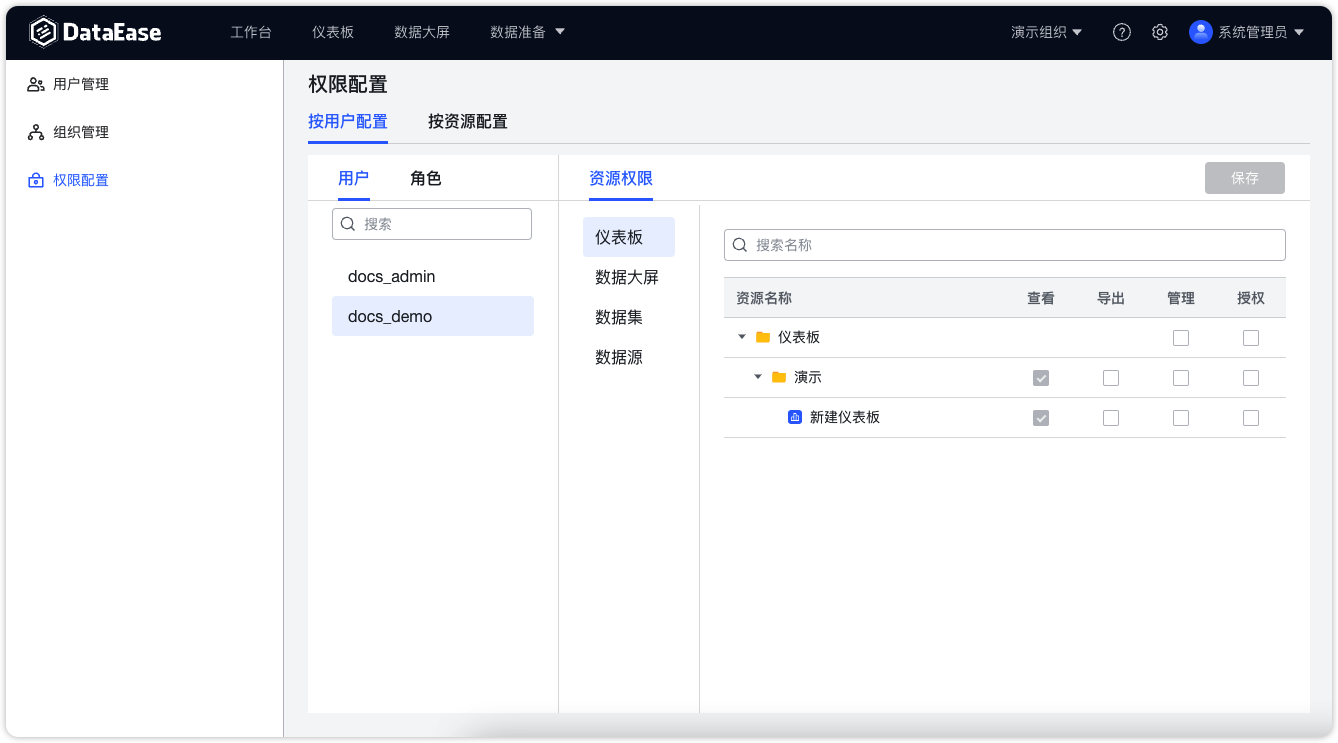 DataEase 工作台 仪表板 数据大屏 数据准备 演示组织 系统管理员
用户管理
组织管理
权限配置
权限配置
按用户配置 按资源配置
用户 角色
搜索
docs_admin
docs_demo
资源权限 保存
仪表板
数据大屏
数据集
数据源
搜索名称
资源名称 查看 导出 管理 授权
仪表板
演示
新建仪表板